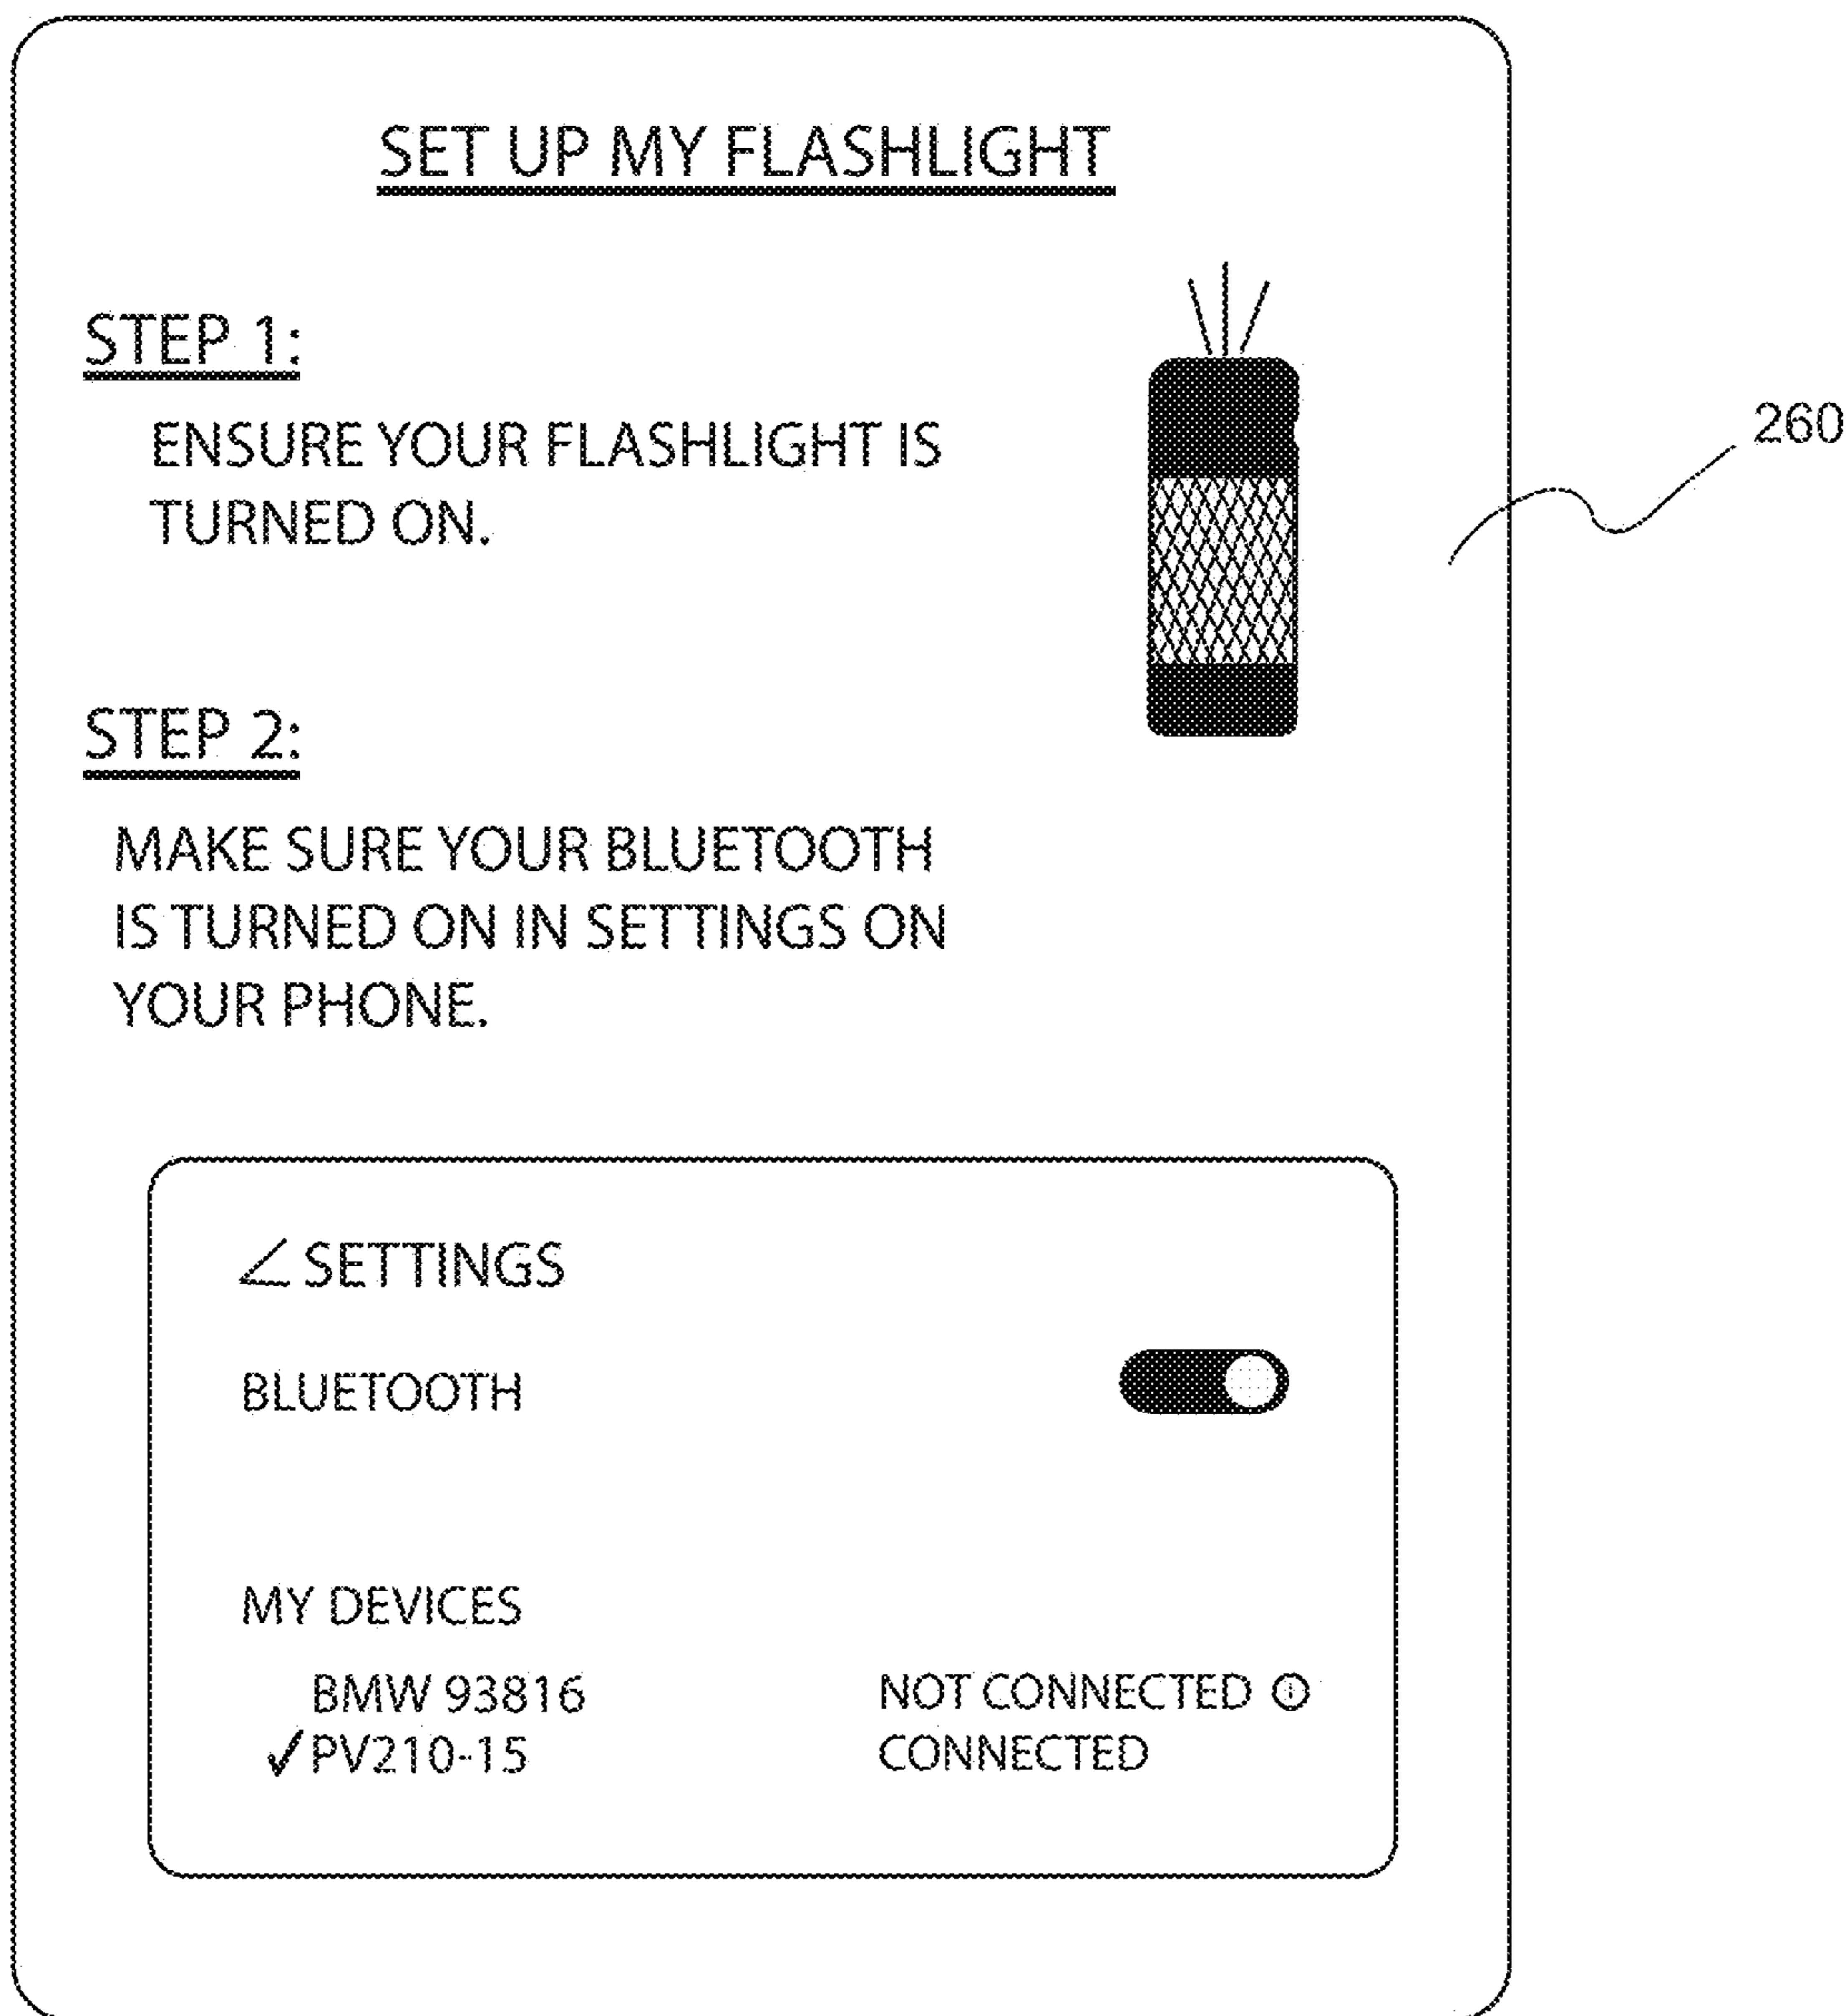 SET UP MY FLASHLIGHT
STEP 1:
ENSURE YOUR FLASHLIGHT IS
TURNED ON.
260
STEP 2:
MAKE SURE YOUR BLUETOOTH
IS TURNED ON IN SETTINGS ON
YOUR PHONE.
SETTINGS
BLUETOOTH
MY DEVICES
BMW 93816 NOT CONNECTED
✓PV210-15 CONNECTED